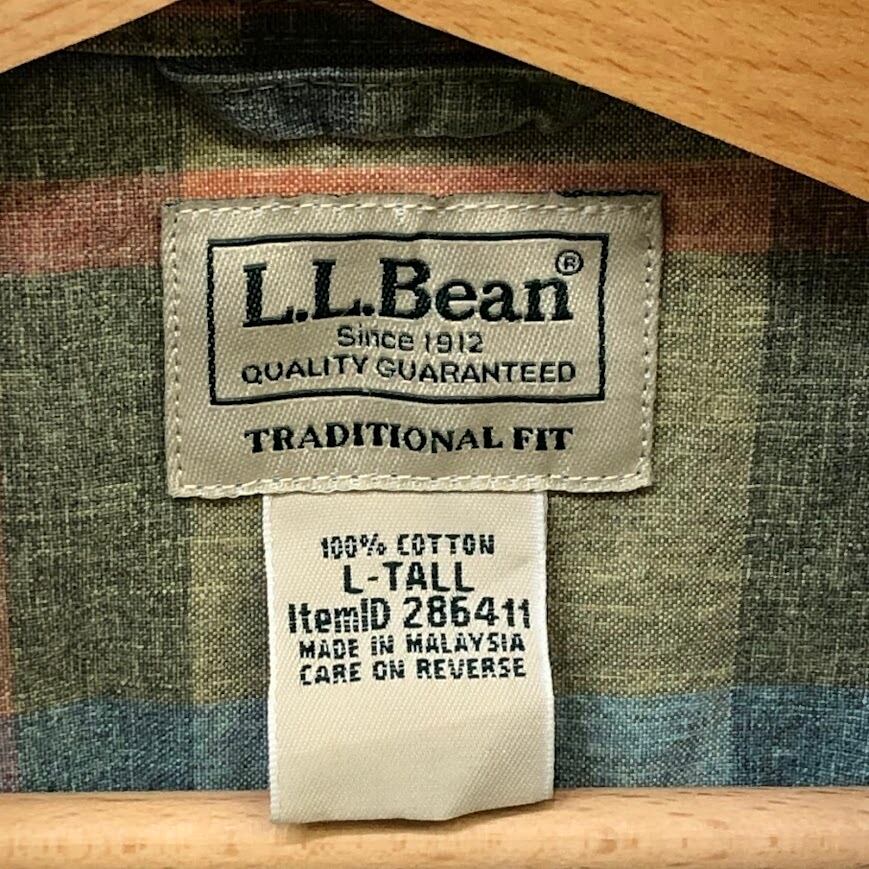 L.L.Bean®
Since 1912
QUALITY GUARANTEED
TRADITIONAL FIT
100% COTTON
L-TALL
ItemID 286411
MADE IN MALAYSIA
CARE ON REVERSE